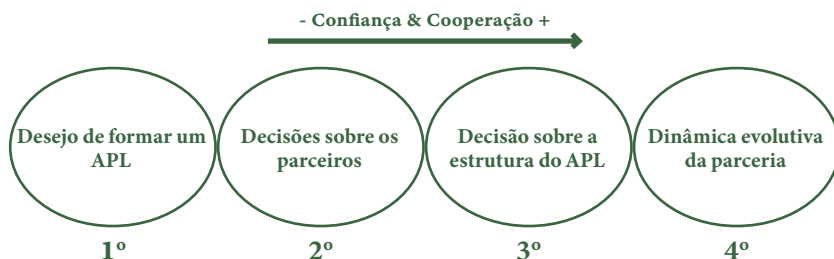 - Confiança & Cooperação +
Desejo de formar um
APL
Decisões sobre os
parceiros
Decisão sobre a
estrutura do APL
Dinâmica evolutiva
da parceria
1º
2º
3º
4º